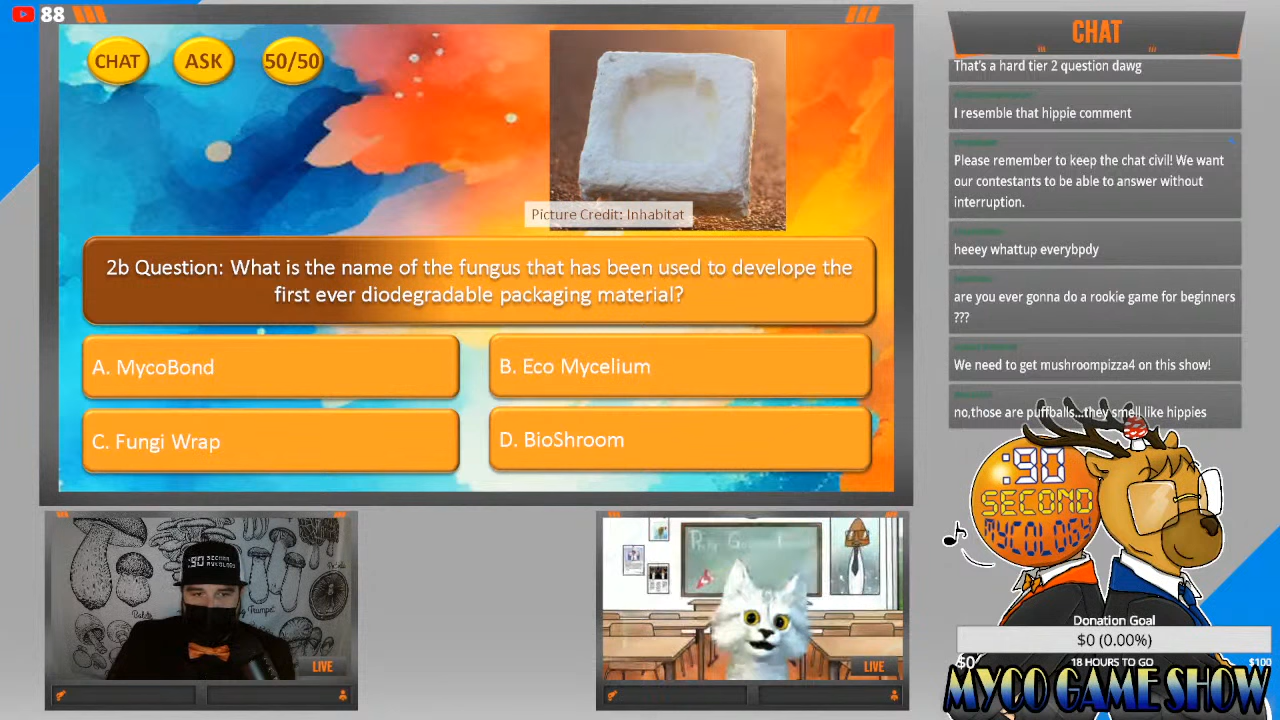 88
CHAT
ASK
50/50
Picture Credit: Inhabitat
2b Question: What is the name of the fungus that has been used to develope the
first ever diodegradable packaging material?
A. MycoBond
B. Eco Mycelium
C. Fungi Wrap
D. BioShroom
CHAT
That's a hard tier 2 question dawg
I resemble that hippie comment
Please remember to keep the chat civil! We want
our contestants to be able to answer without
interruption.
heeey whattup everybpdy
are you ever gonna do a rookie game for beginners
???
We need to get mushroompizza4 on this show!
no,those are puffballs...they smell like hippies
:90
SECOND
MYCOLOGY
:90 SECOND
MYCOLOGY
LIVE
LIVE
Donation Goal
$0 (0.00%)
$0
18 HOURS TO GO
$100
MYCO GAME SHOW